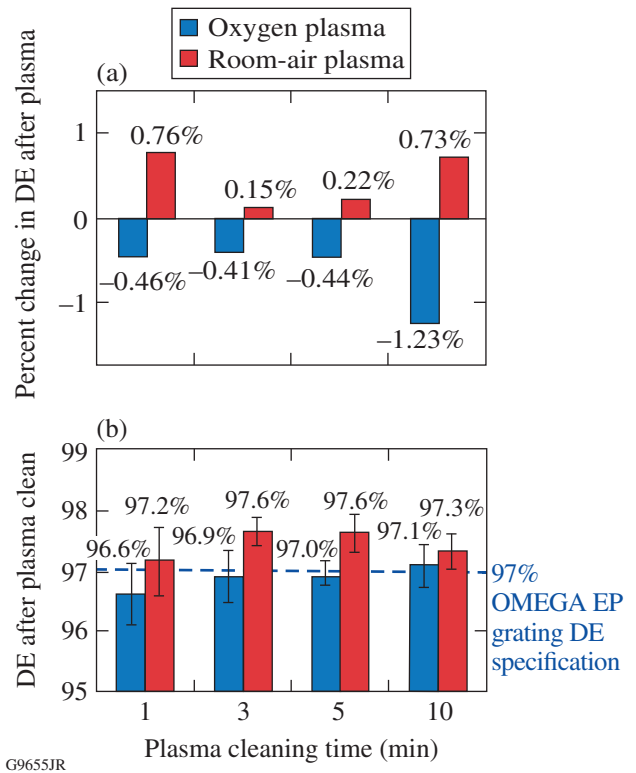 Oxygen plasma
Room-air plasma
(a)
Percent change in DE after plasma
1
0
–1
0.76%
0.15%
0.22%
0.73%
–0.46%
–0.41%
–0.44%
–1.23%
(b)
DE after plasma clean
99
98
97
96
95
96.6%
97.2%
96.9%
97.6%
97.0%
97.6%
97.1%
97.3%
97%
OMEGA EP
grating DE
specification
1 3 5 10
Plasma cleaning time (min)
G9655JR